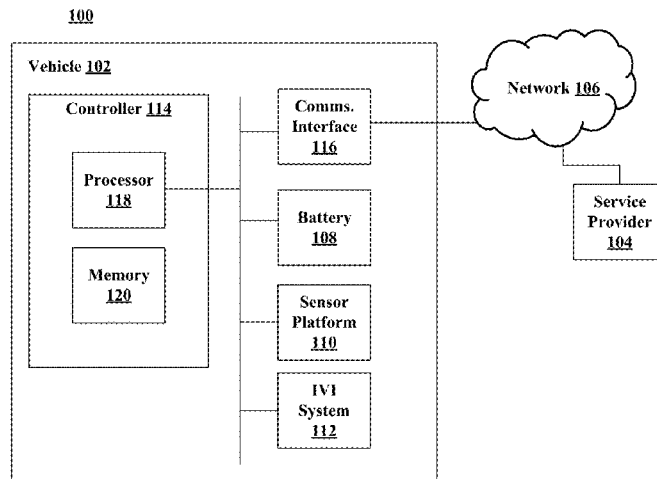 100
Vehicle 102
Controller 114
Processor
118
Memory
120
Comms.
Interface
116
Battery
108
Sensor
Platform
110
IVI
System
112
Network 106
Service
Provider
104